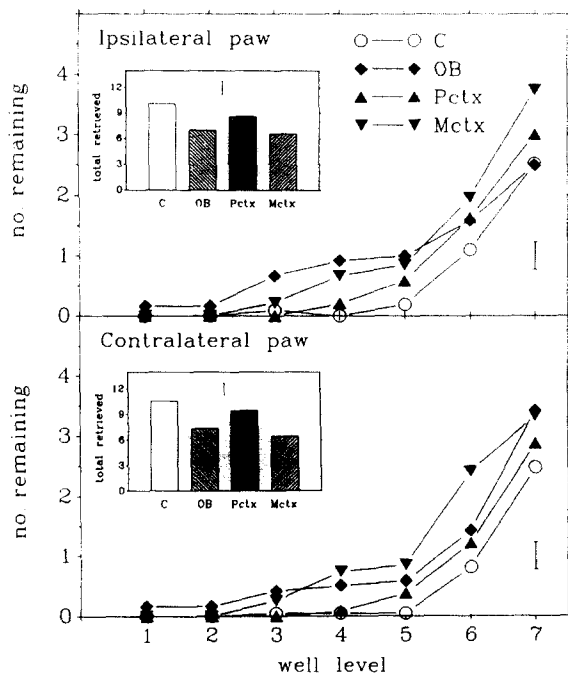 Ipsilateral paw
C
OB
Pctx
Mctx
no remaining
4
3
2
1
0
total retrieved
12
9
6
3
0
C OB Pctx Mctx
Contralateral paw
no remaining
4
3
2
1
0
total retrieved
12
9
6
3
0
C OB Pctx Mctx
1 2 3 4 5 6 7
well level